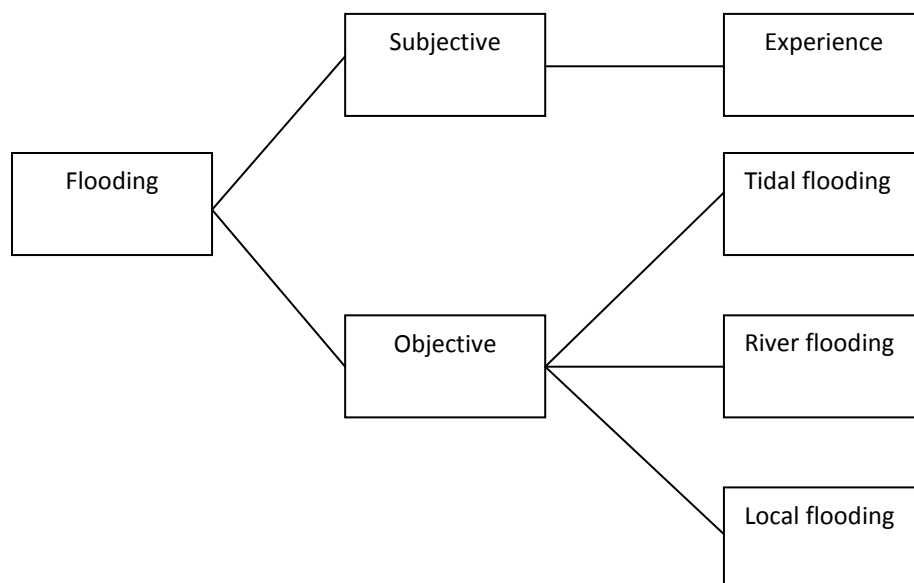 Subjective
Experience
Flooding
Tidal flooding
Objective
River flooding
Local flooding